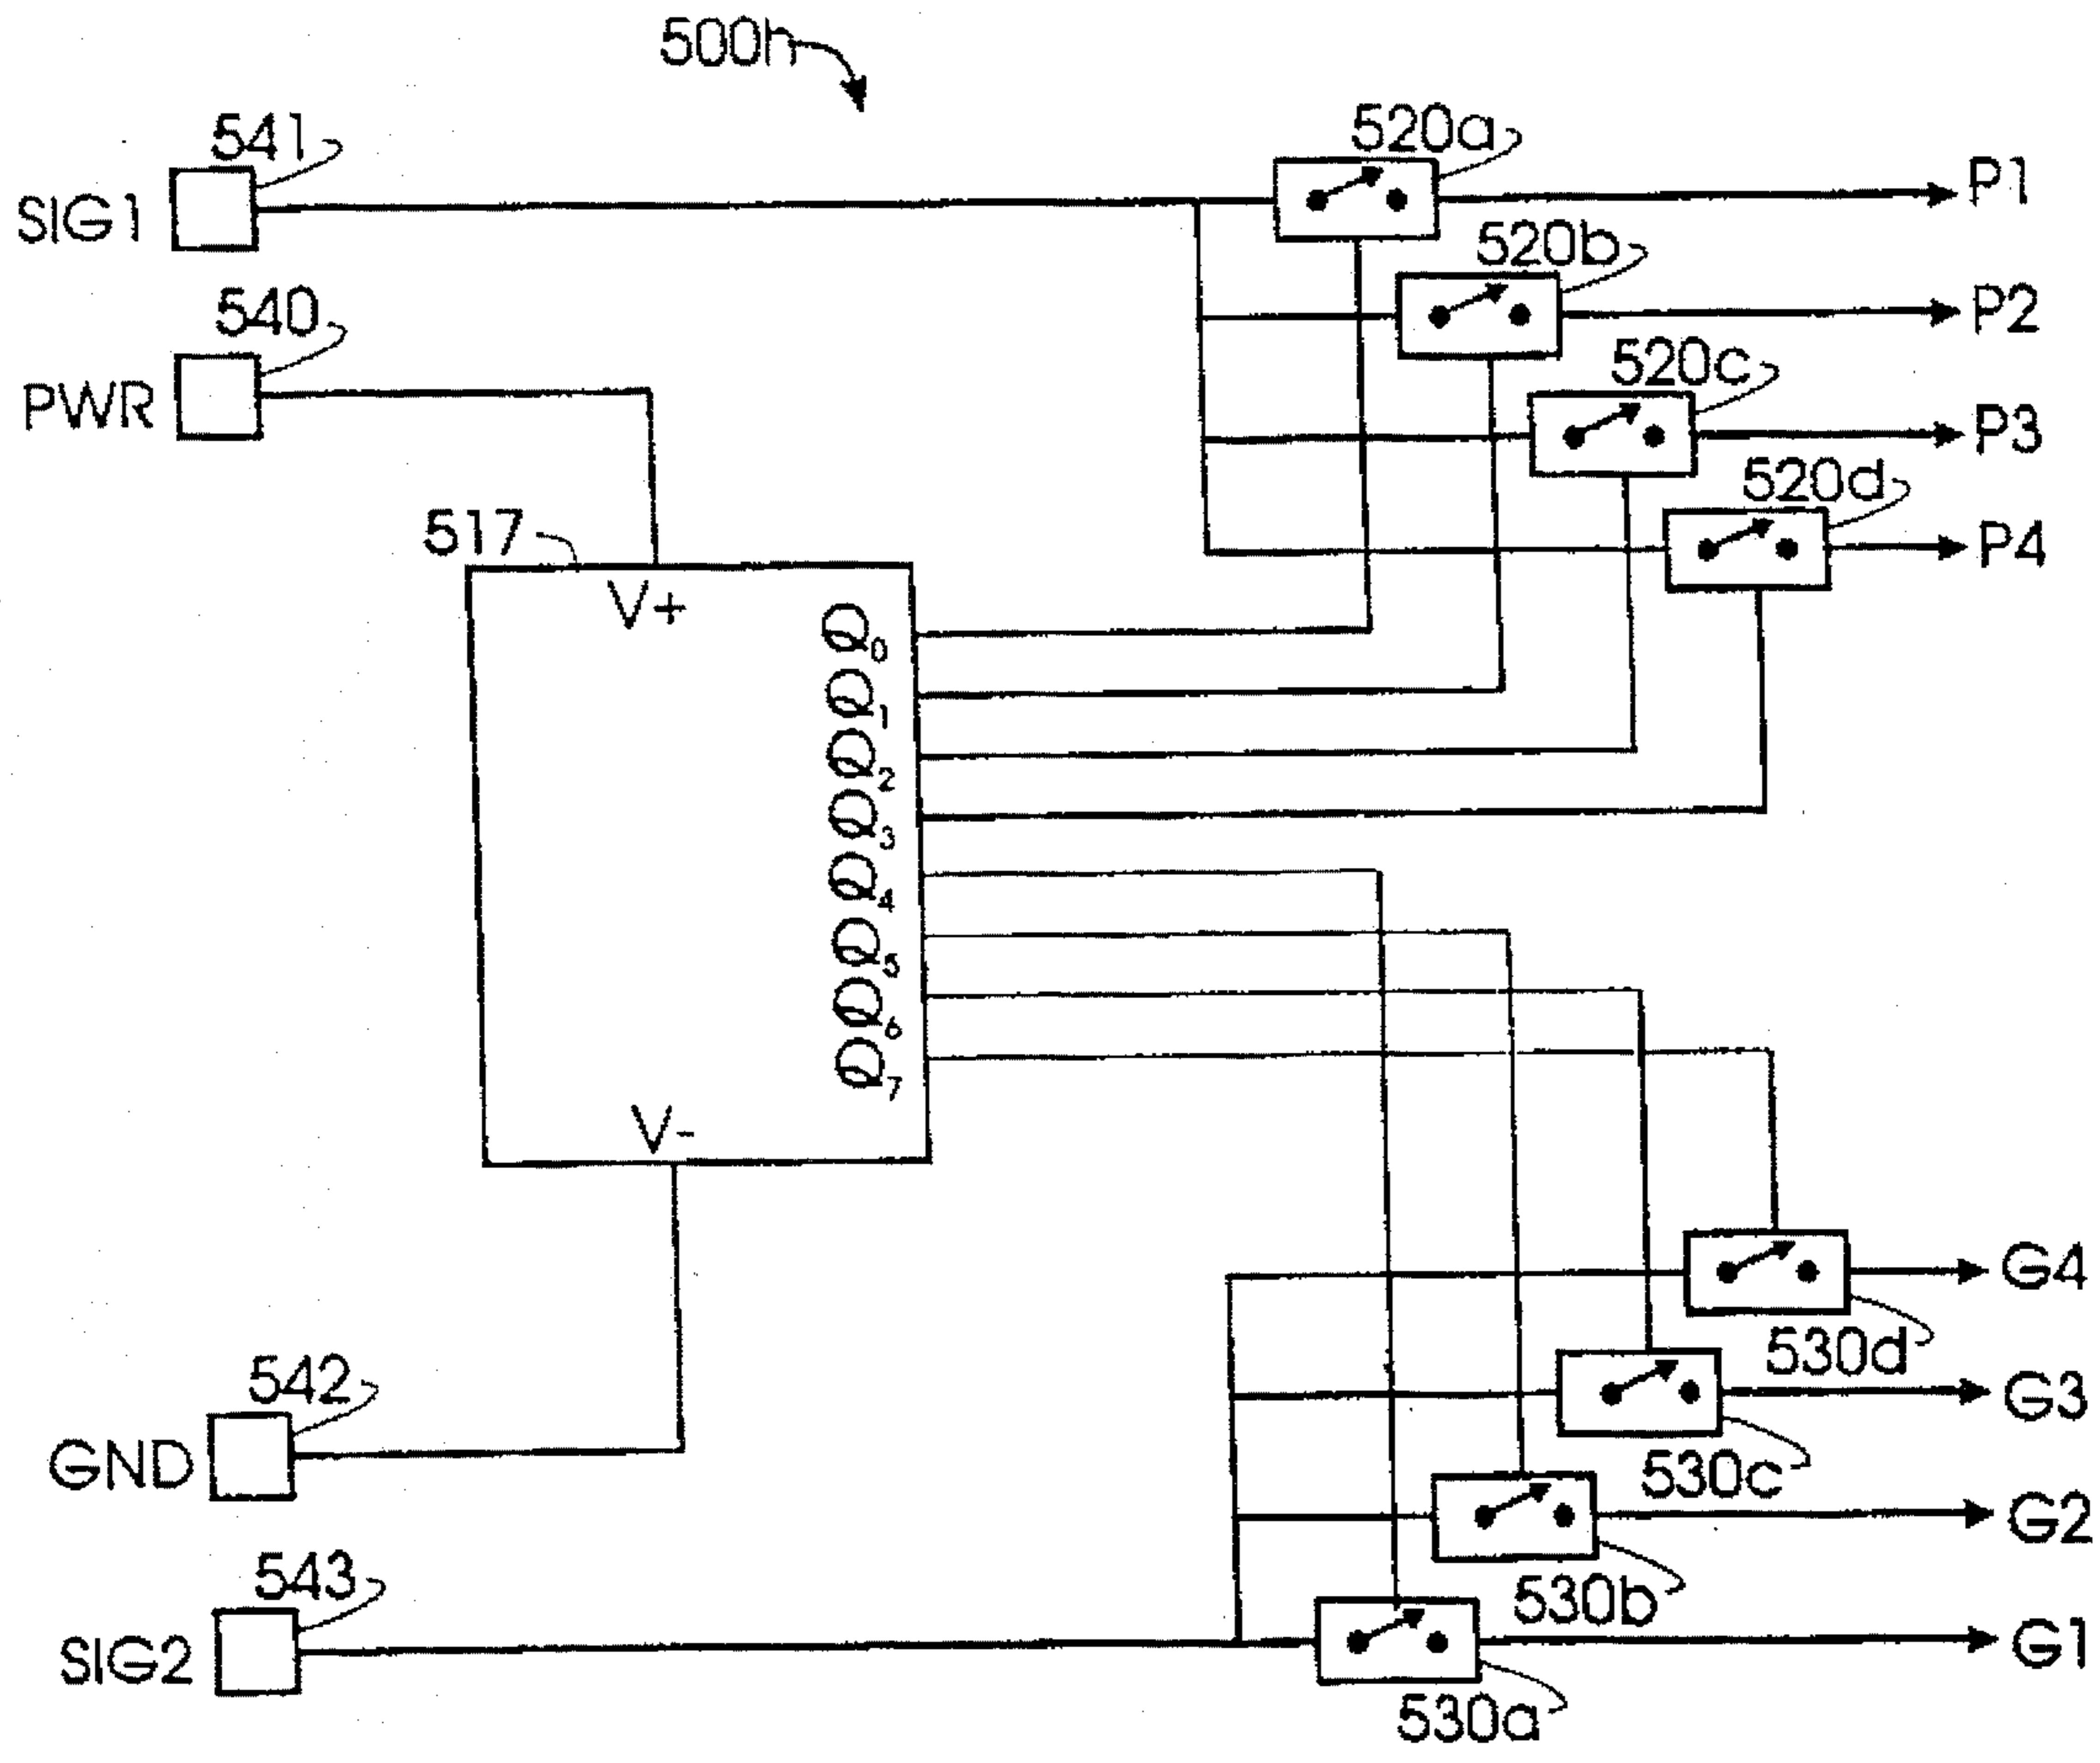 500h
541
520a
SIG1
P1
520b
540
P2
PWR
520c
P3
520d
517
P4
V+
Q0
Q1
Q2
Q3
Q4
Q5
Q6
Q7
V-
G4
530d
542
G3
GND
530c
G2
543
530b
SIG2
G1
530a